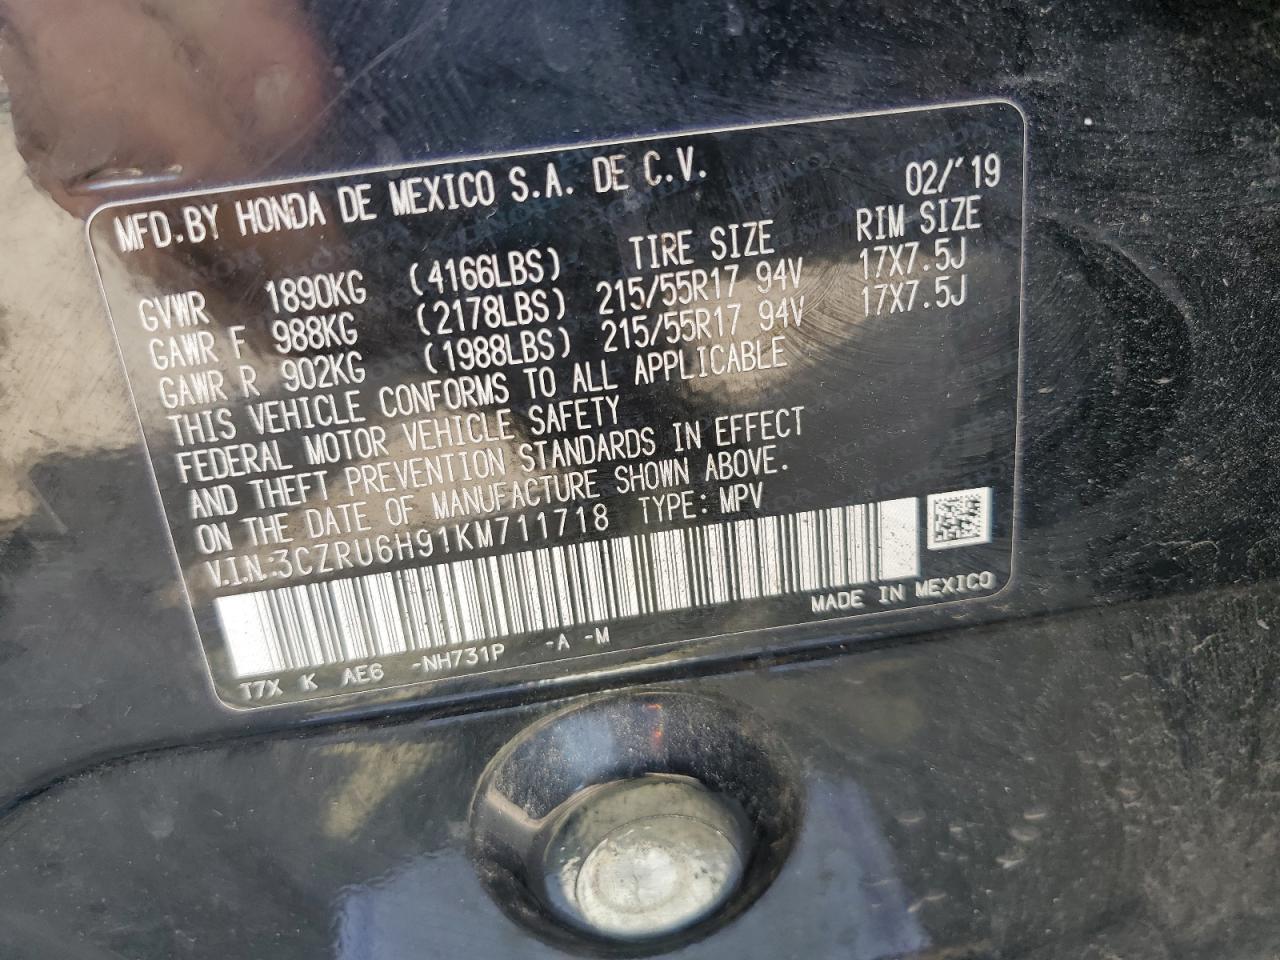 MFD.BY HONDA DE MEXICO S.A. DE C.V. 02/'19
TIRE SIZE RIM SIZE
GVWR 1890KG (4166LBS)
GAWR F 988KG (2178LBS) 215/55R17 94V 17X7.5J
GAWR R 902KG (1988LBS) 215/55R17 94V 17X7.5J
THIS VEHICLE CONFORMS TO ALL APPLICABLE
FEDERAL MOTOR VEHICLE SAFETY
AND THEFT PREVENTION STANDARDS IN EFFECT
ON THE DATE OF MANUFACTURE SHOWN ABOVE.
V.I.N.:3CZRU6H91KM711718 TYPE: MPV
MADE IN MEXICO
T7X K AE6 -NH731P -A -M